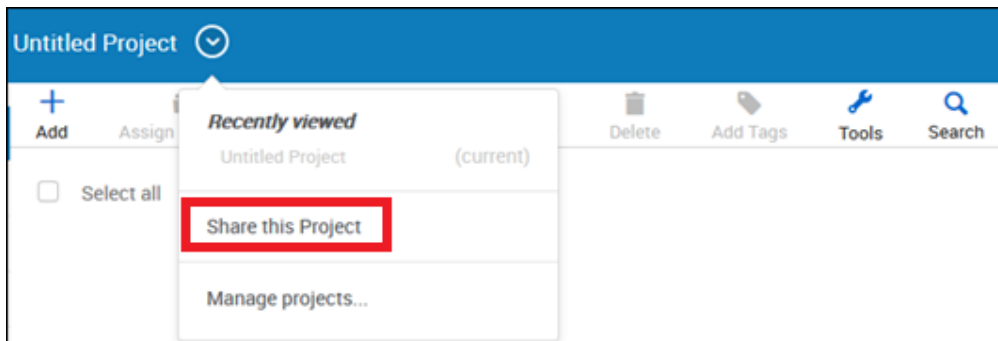 Untitled Project
Add
Assign
Delete
Add Tags
Tools
Search
Recently viewed
Untitled Project (current)
Select all
Share this Project
Manage projects...